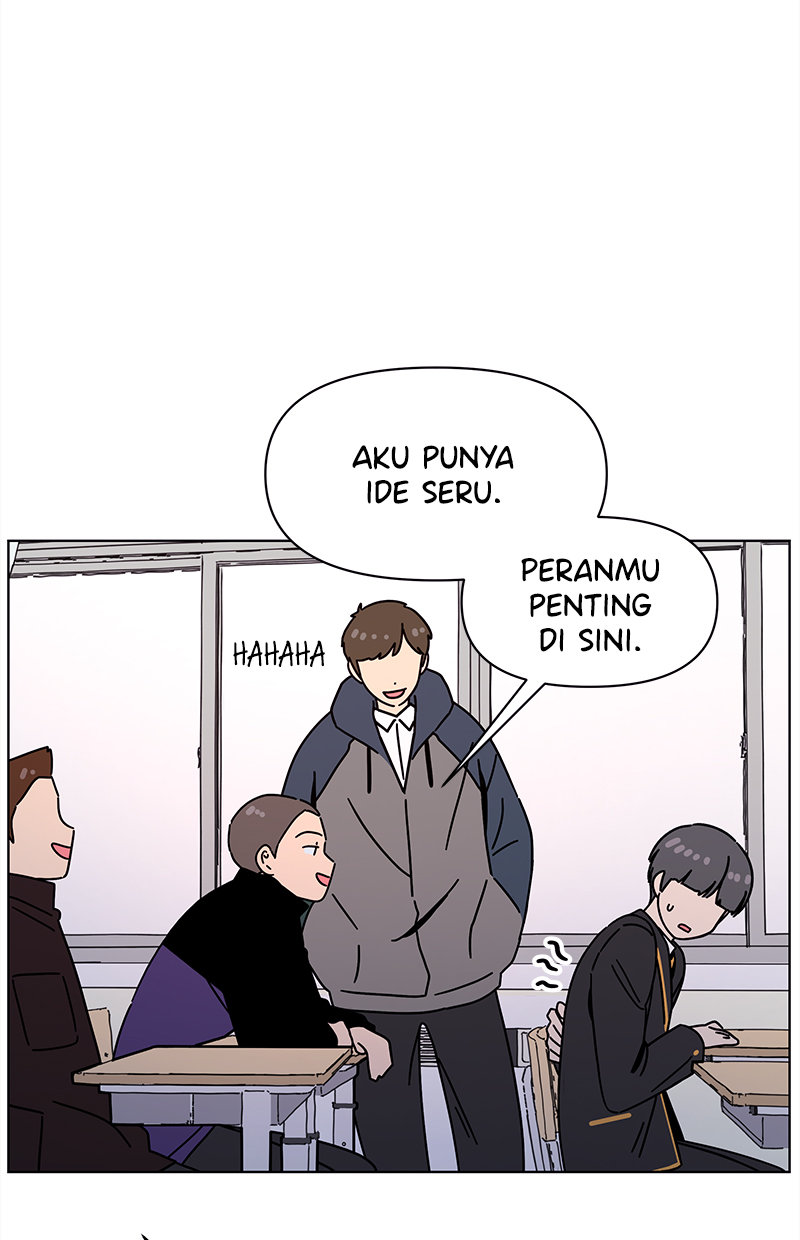 AKU PUNYA
IDE SERU.
PERANMU
PENTING
DI SINI.
HAHAHA